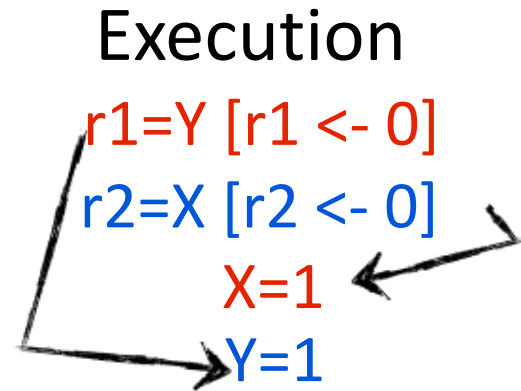 Execution
r1=Y [r1 <- 0]
r2=X [r2 <- 0]
X=1
Y=1